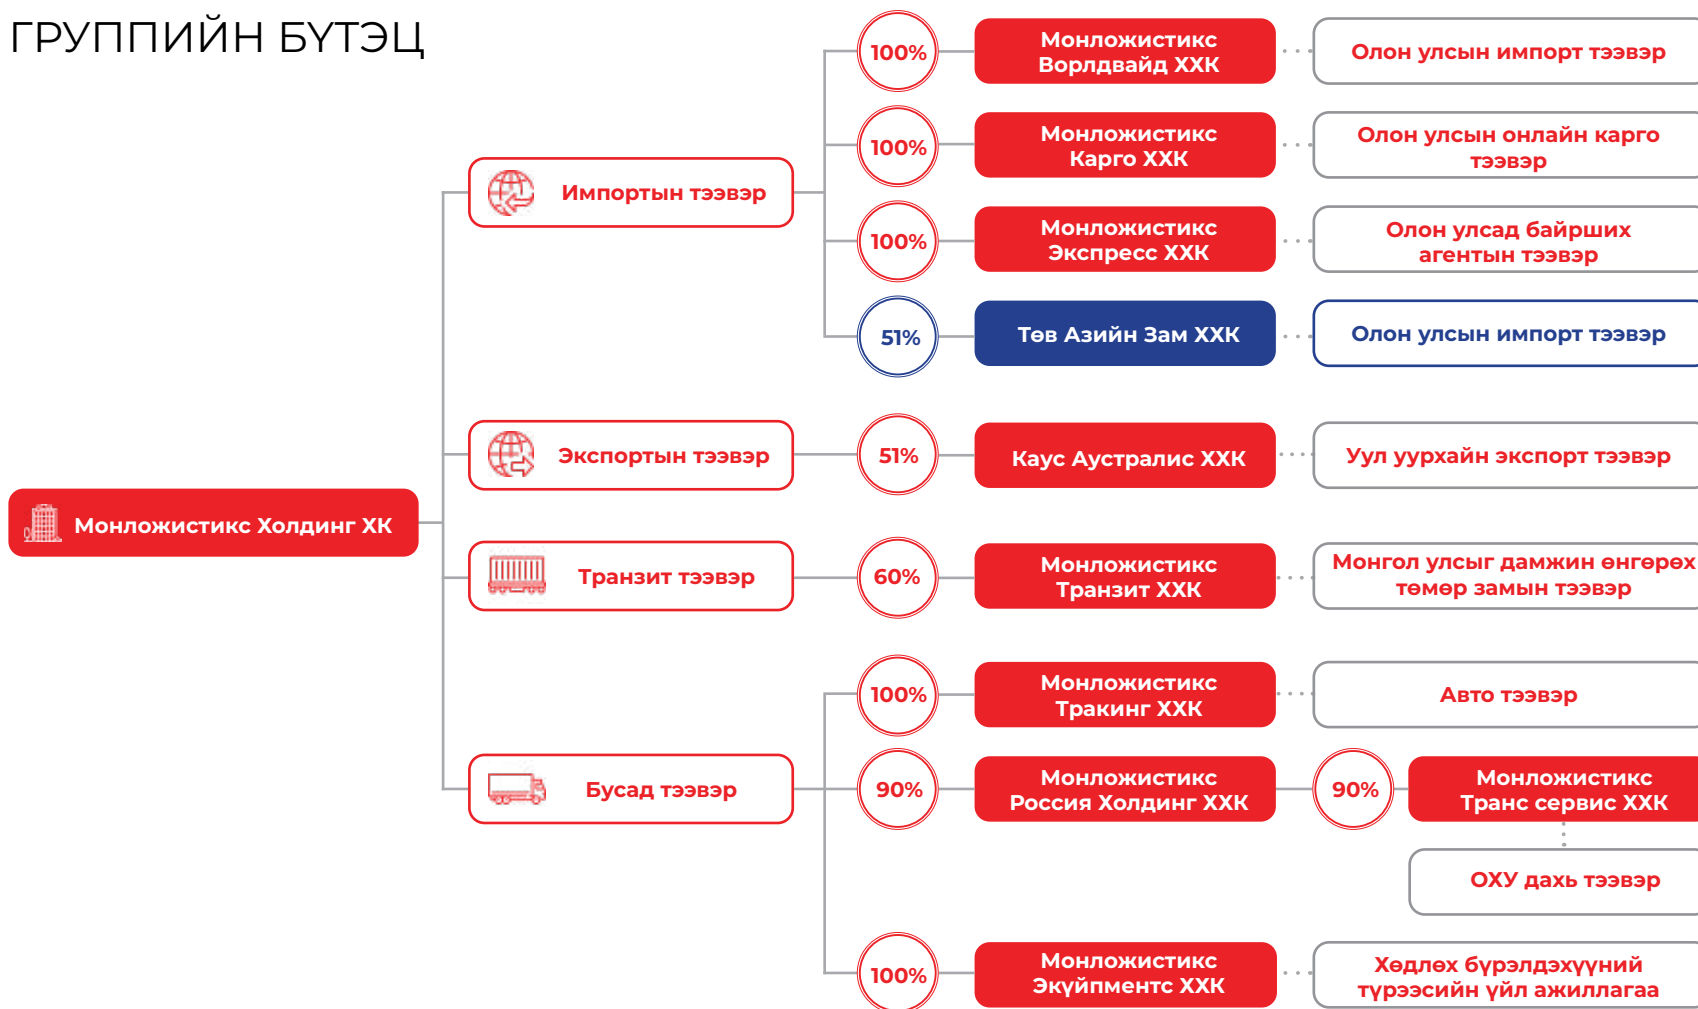 ГРУППИЙН БҮТЭЦ
Монложистикс Холдинг ХК
Импортын тээвэр
100%
Монложистикс
Ворлдвайд ХХК
Олон улсын импорт тээвэр
100%
Монложистикс
Карго ХХК
Олон улсын онлайн карго
тээвэр
100%
Монложистикс
Экспресс ХХК
Олон улсад байрших
агентын тээвэр
51%
Төв Азийн Зам ХХК
Олон улсын импорт тээвэр
Экспортын тээвэр
51%
Каус Аустралис ХХК
Уул уурхайн экспорт тээвэр
Транзит тээвэр
60%
Монложистикс
Транзит ХХК
Монгол улсыг дамжин өнгөрөх
төмөр замын тээвэр
Бусад тээвэр
100%
Монложистикс
Тракинг ХХК
Авто тээвэр
90%
Монложистикс
Россия Холдинг ХХК
90%
Монложистикс
Транс сервис ХХК
ОХУ дахь тээвэр
100%
Монложистикс
Экүйпментс ХХК
Хөдлөх бүрэлдэхүүний
түрээсийн үйл ажиллагаа